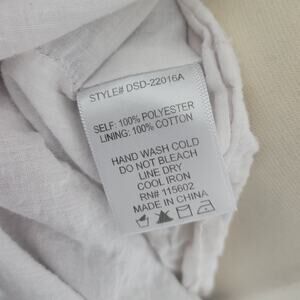 STYLE# DSD-22016A
SELF: 100% POLYESTER
LINING: 100% COTTON
HAND WASH COLD
DO NOT BLEACH
LINE DRY
COOL IRON
RN# 115602
MADE IN CHINA